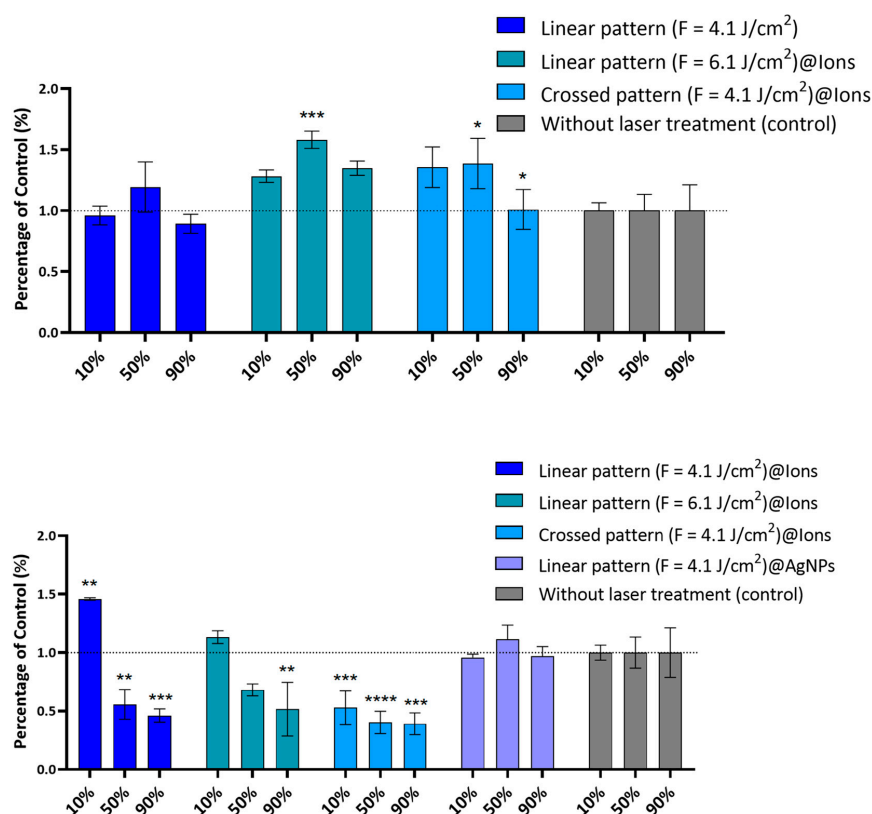 Linear pattern (F = 4.1 J/cm²)
Linear pattern (F = 6.1 J/cm²)@Ions
Crossed pattern (F = 4.1 J/cm²)@Ions
Without laser treatment (control)
Percentage of Control (%)
2.0
1.5
1.0
0.5
0.0
***
*
*
10% 50% 90% 10% 50% 90% 10% 50% 90% 10% 50% 90%
Linear pattern (F = 4.1 J/cm²)@Ions
Linear pattern (F = 6.1 J/cm²)@Ions
Crossed pattern (F = 4.1 J/cm²)@Ions
Linear pattern (F = 4.1 J/cm²)@AgNPs
Without laser treatment (control)
Percentage of Control (%)
2.0
1.5
1.0
0.5
0.0
**
** *** ** *** **** ***
10% 50% 90% 10% 50% 90% 10% 50% 90% 10% 50% 90% 10% 50% 90%